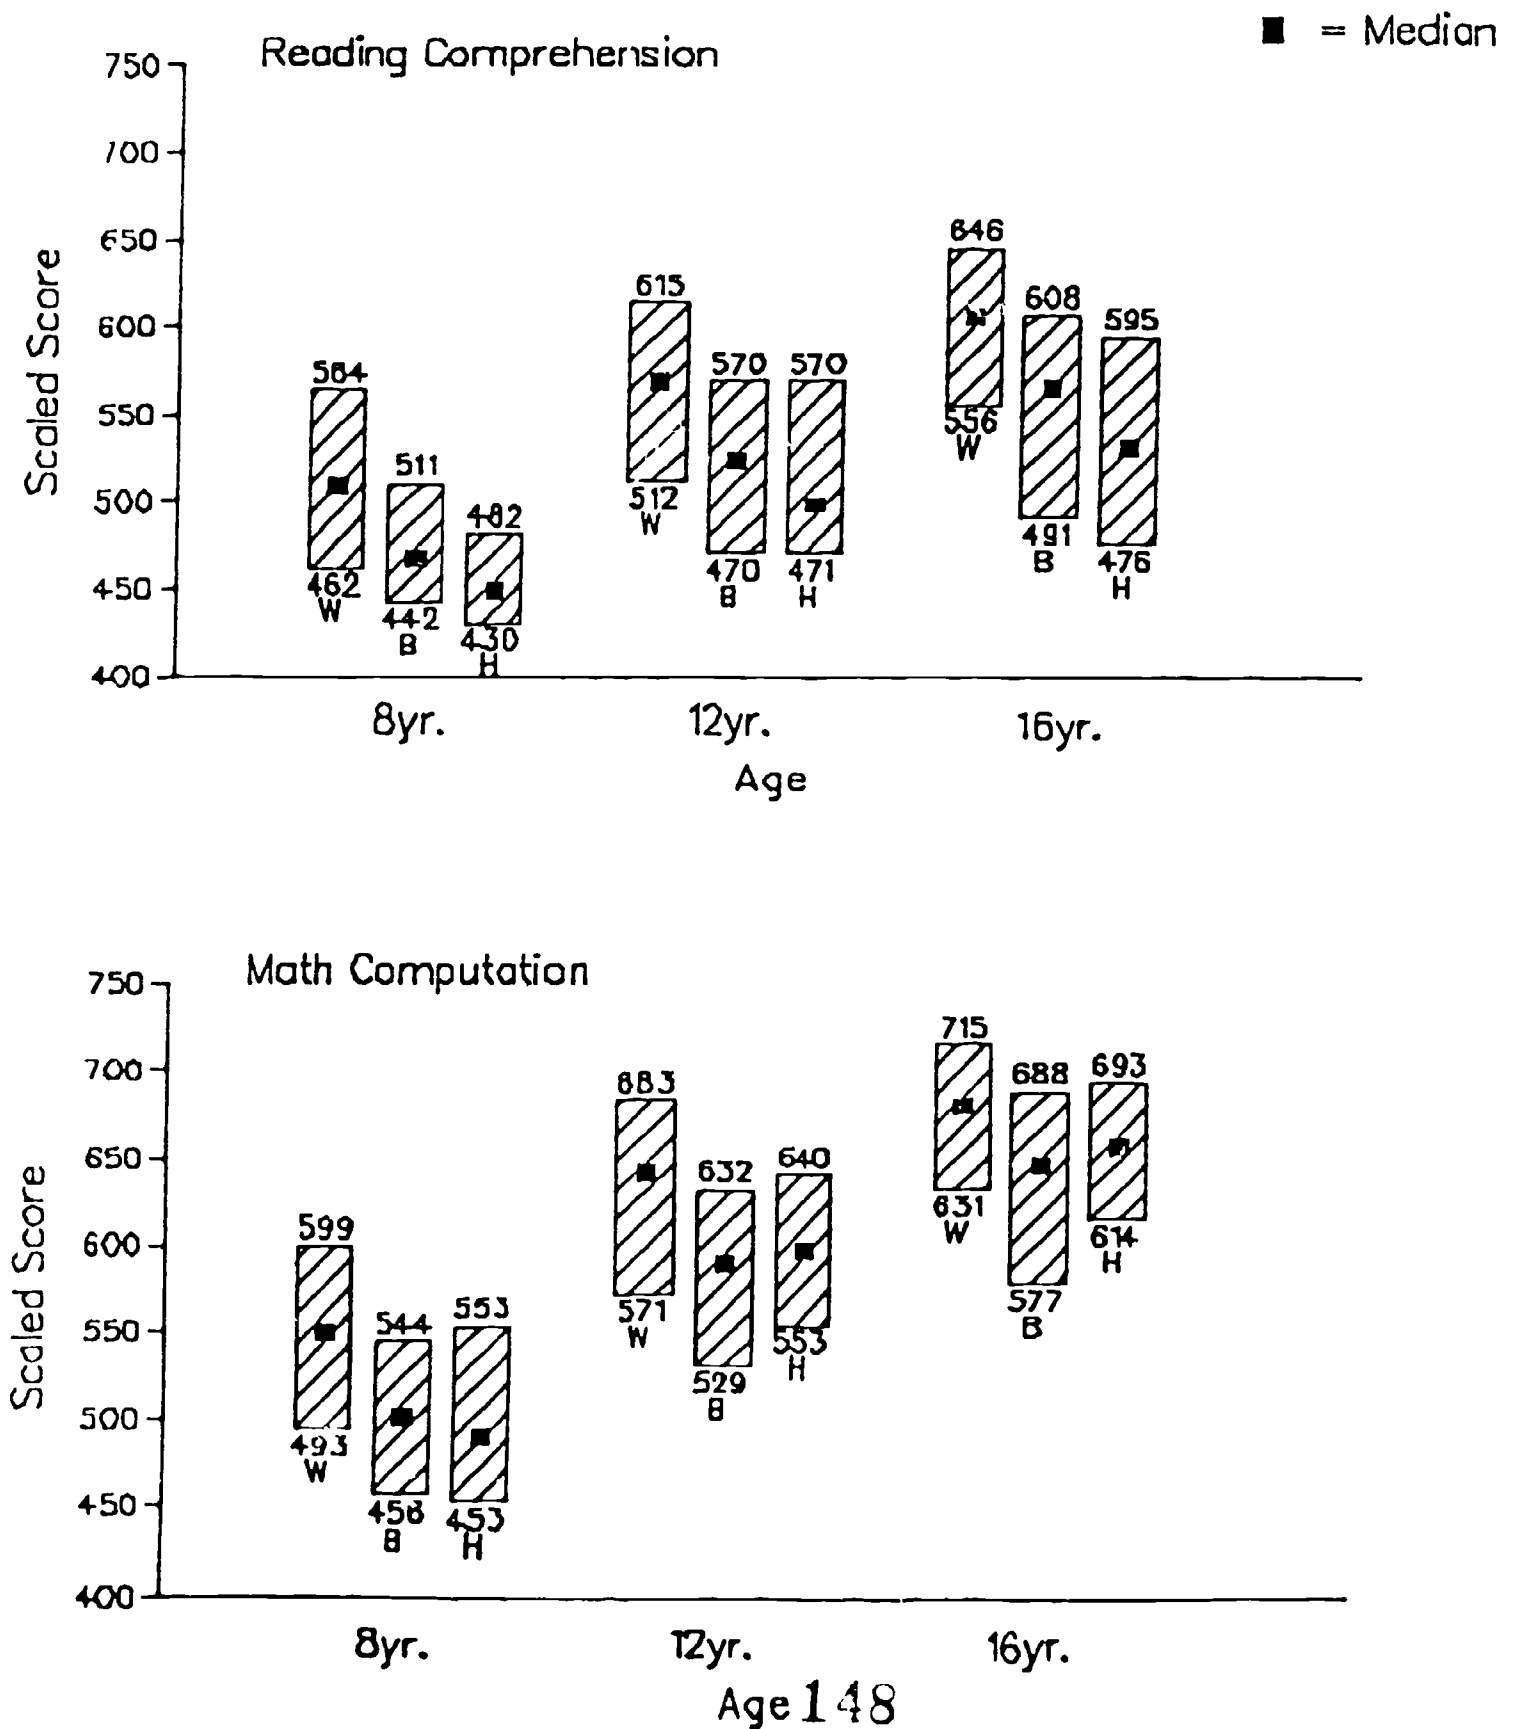 ■ = Median
Reading Comprehension
750
700
650
600
550
500
450
400
Scaled Score
564
462
W
511
442
B
482
430
H
615
512
W
570
470
B
570
471
H
646
556
W
608
491
B
595
476
H
8yr.
12yr.
16yr.
Age
Math Computation
750
700
650
600
550
500
450
400
Scaled Score
599
493
W
544
456
B
553
453
H
683
571
W
632
529
B
640
553
H
715
631
W
688
577
B
693
614
H
8yr.
12yr.
16yr.
Age
148